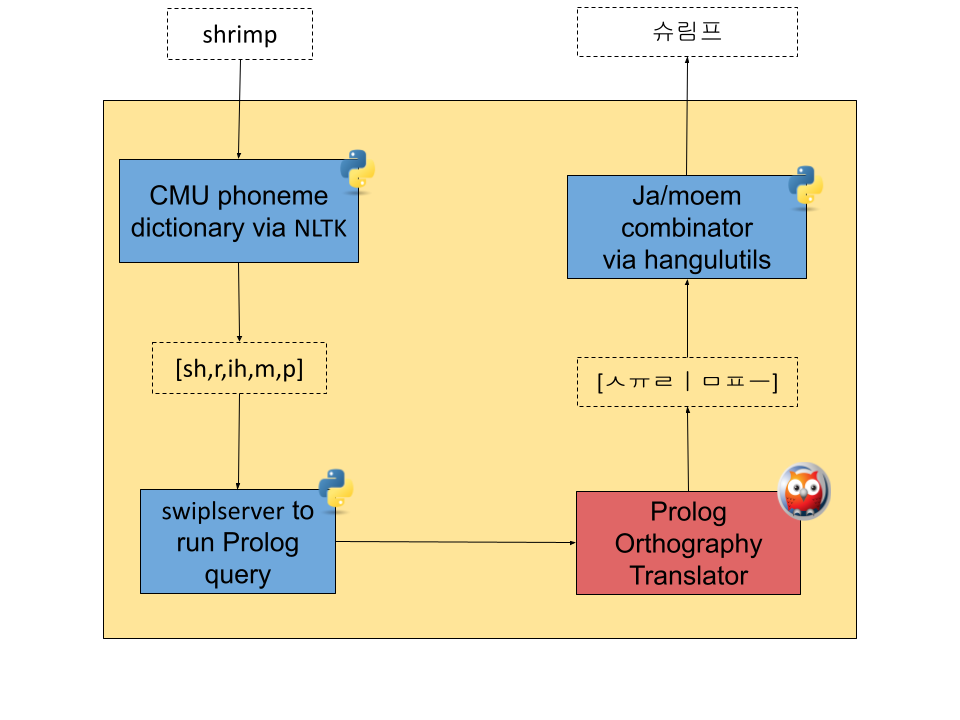 shrimp
CMU phoneme
dictionary via NLTK
[sh,r,ih,m,p]
swiplserver to
run Prolog
query
Prolog
Orthography
Translator
[ㅅㅠㄹㅣㅁㅍㅡ]
Ja/moem
combinator
via hangulutils
슈림프